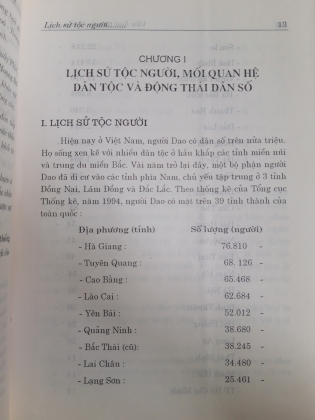 Lịch sử tộc người... 13
CHƯƠNG I
LỊCH SỬ TỘC NGƯỜI, MỐI QUAN HỆ
DÂN TỘC VÀ ĐỘNG THÁI DÂN SỐ
I. LỊCH SỬ TỘC NGƯỜI
Hiện nay ở Việt Nam, người Dao có dân số trên nửa triệu.
Họ sống xen kẽ với nhiều dân tộc ở hầu khắp các tỉnh miền núi
và trung du miền Bắc. Vài năm trở lại đây, một bộ phận người
Dao đã di cư vào các tỉnh phía Nam, chủ yếu tập trung ở 3 tỉnh
Đồng Nai, Lâm Đồng và Đắc Lắc. Theo thống kê của Tổng cục
Thống kê, năm 1994, người Dao có mặt trên 39 tỉnh thành của
toàn quốc :
Địa phương (tỉnh) Số lượng (người)
- Hà Giang : 76.810 -
- Tuyên Quang : 68.126 -
- Cao Bằng : 65.468 -
- Lào Cai : 62.684 -
- Yên Bái : 52.012 -
- Quảng Ninh : 38.680 -
- Bắc Thái (cũ): 38.245 -
- Lai Châu : 34.480 -
- Lạng Sơn : 25.461 -